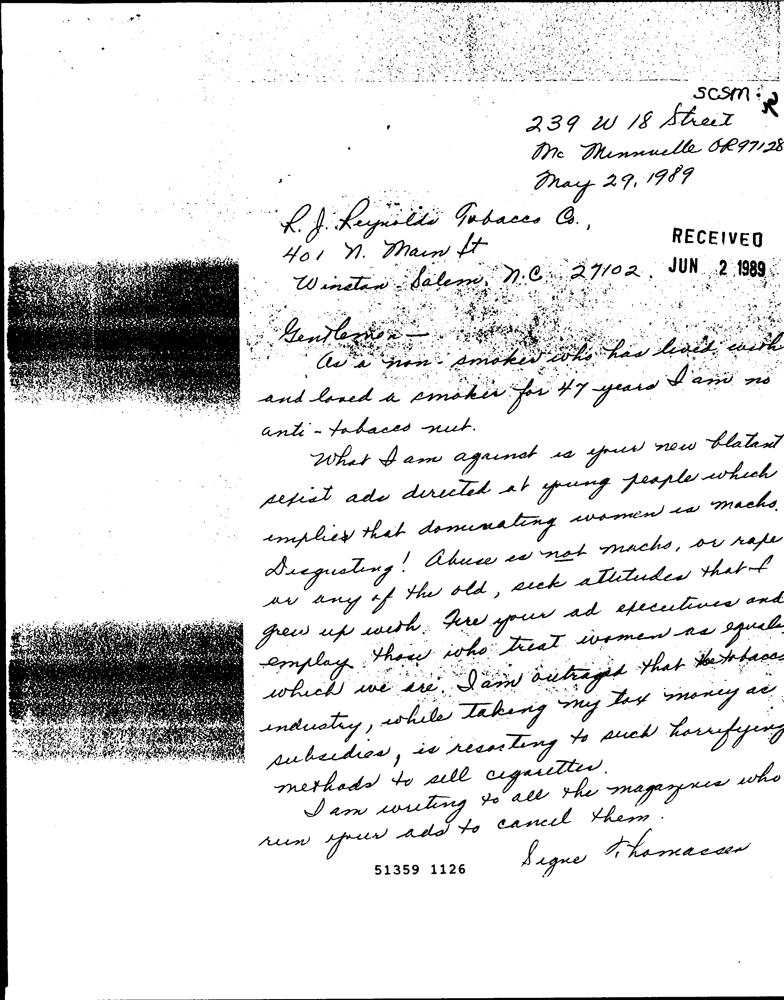 SCSM: R
239 W 18 Street
Mc Minnville OR 97128
May 29, 1989
R. J. Reynolds Tobacco Co.,
401 N. Main St
Winston-Salem, N.C. 27102.
RECEIVED
JUN 2 1989
Gentlemen —
As a non-smoker who has lived with
and loved a smoker for 47 years I am no
anti-tobacco nut.
What I am against is your new blatant
sexist ads directed at young people which
implies that dominating women is macho.
Disgusting! Abuse is not macho, or rape
or any of the old, sick attitudes that I
grew up with. Fire your ad executives and
employ those who treat women as equals
which we are. I am outraged that the tobacco
industry, while taking my tax money as
subsidies, is resorting to such horrifying
methods to sell cigarettes.
I am writing to all the magazines who
run your ads to cancel them.
Signe Thomassen
51359 1126